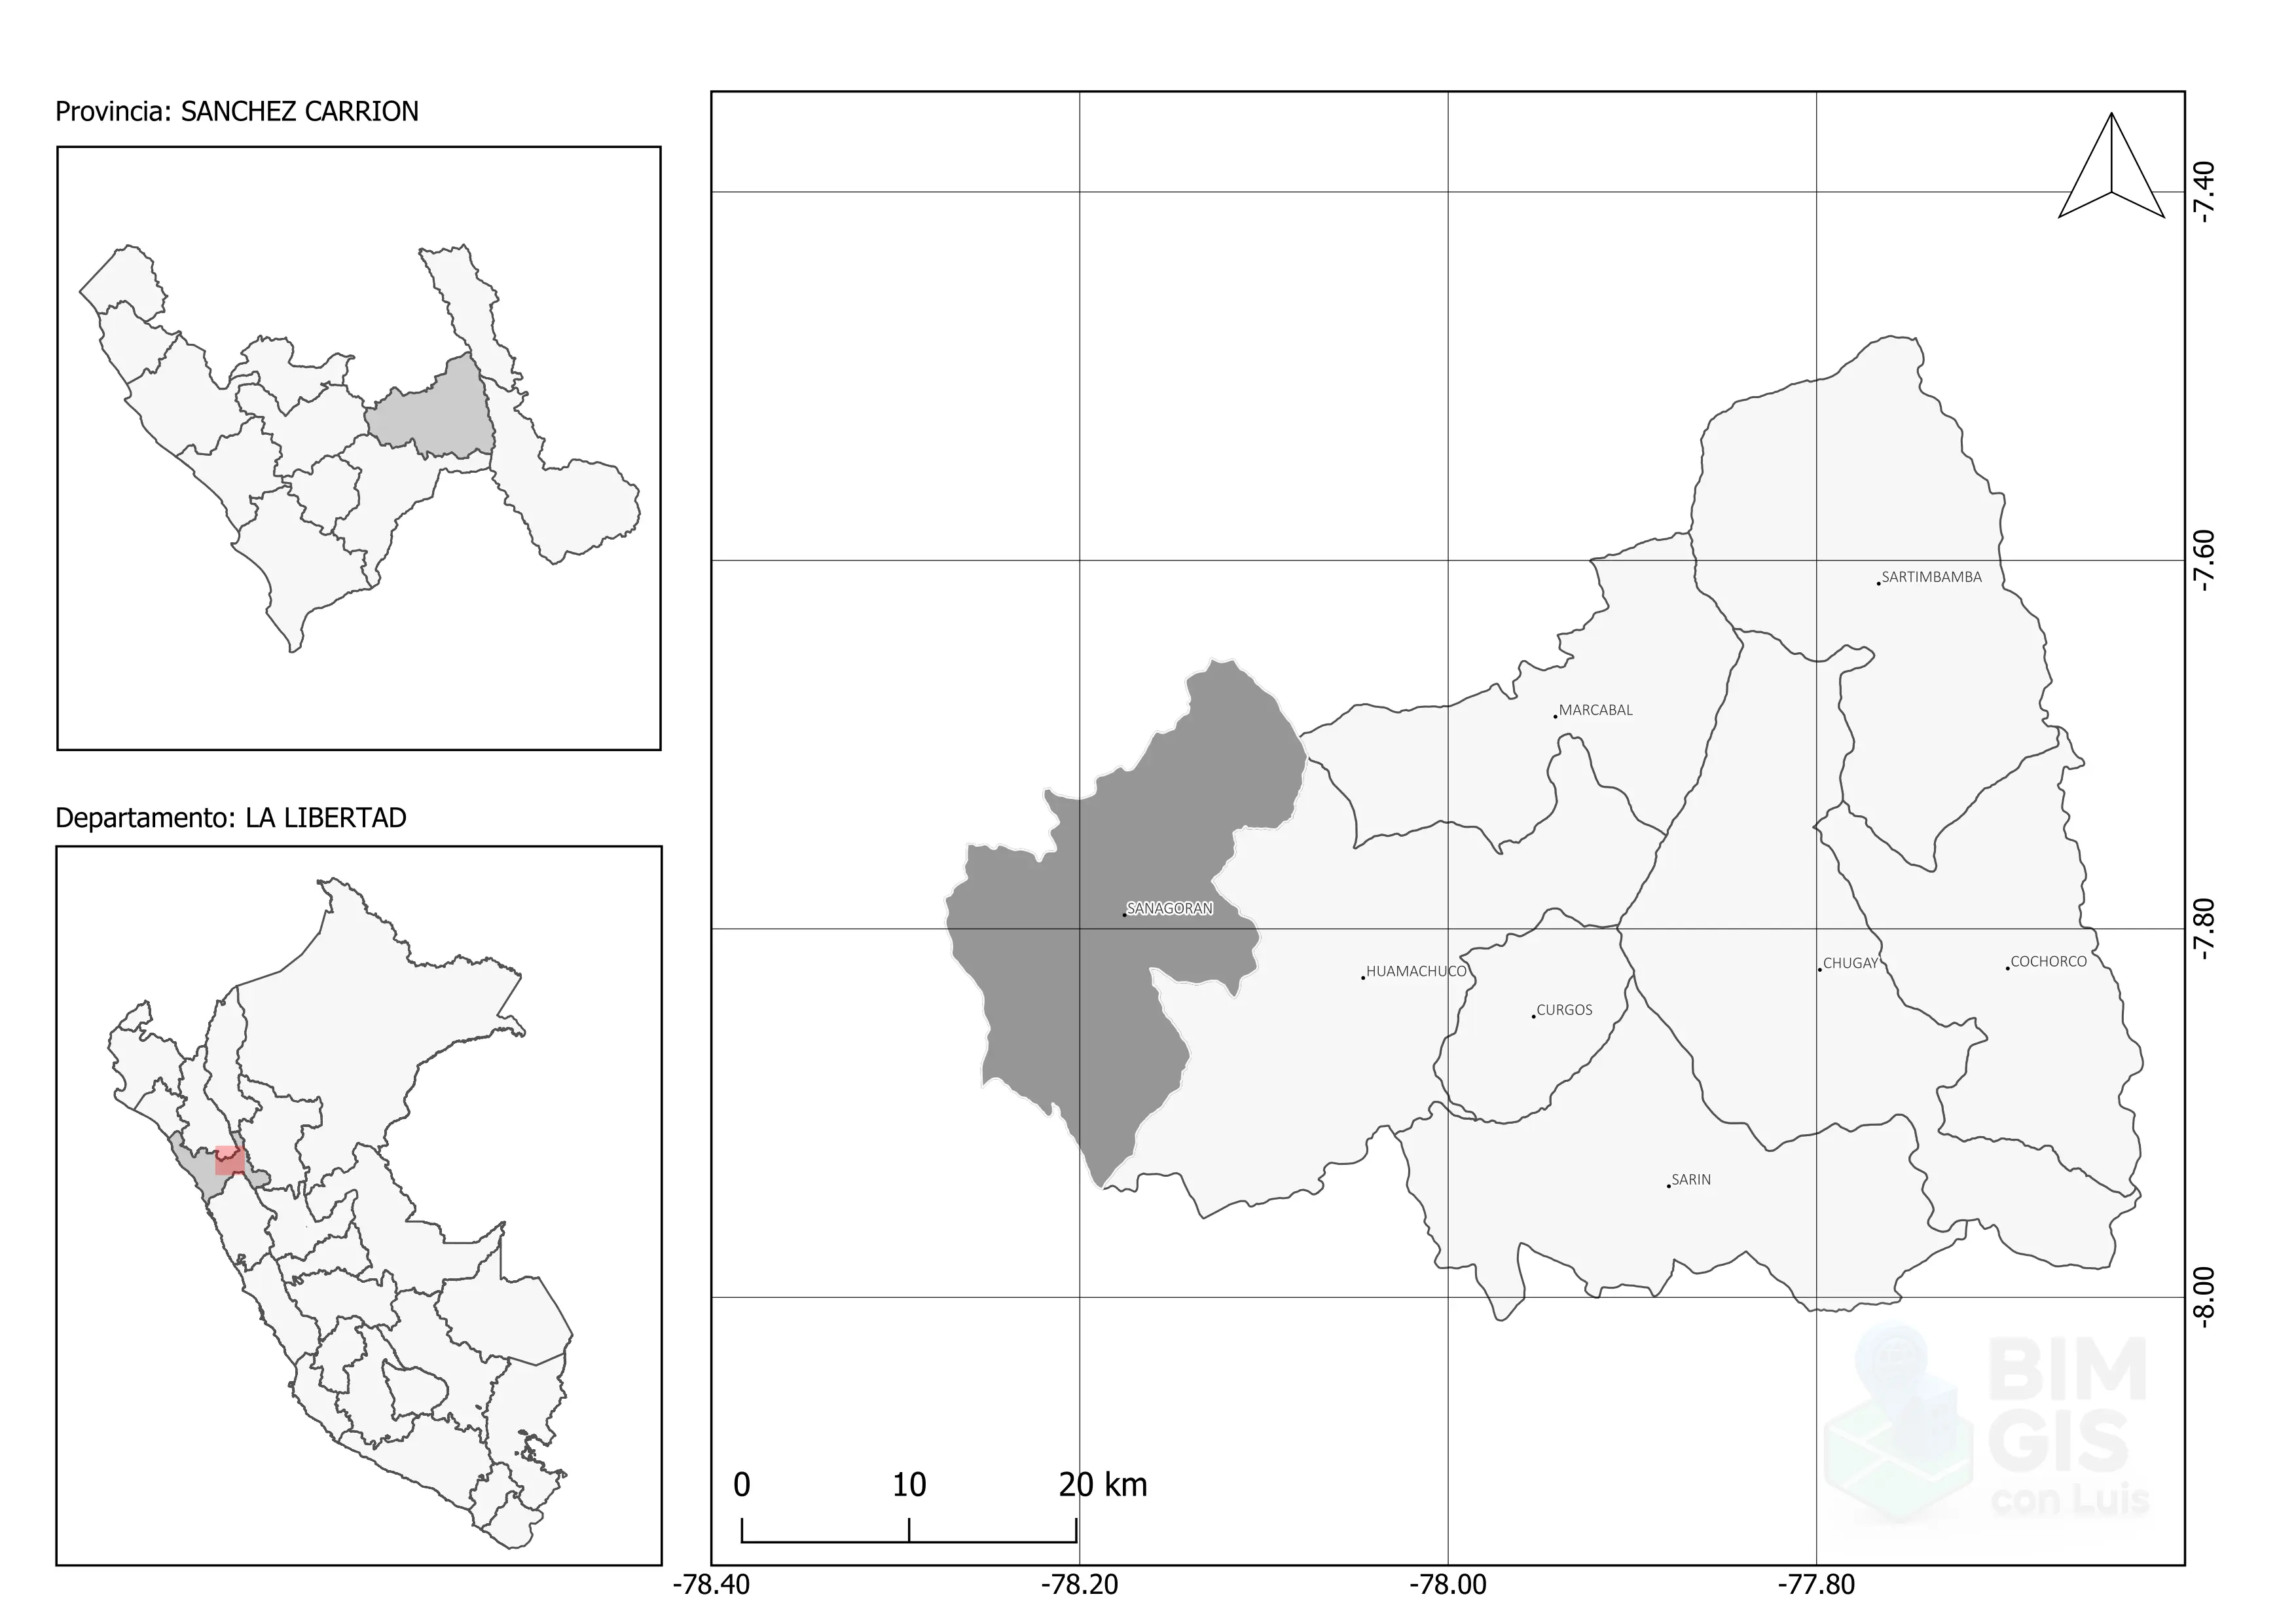 Provincia: SANCHEZ CARRION
Departamento: LA LIBERTAD
SARTIMBAMBA
MARCABAL
SANAGORAN
HUAMACHUCO
CHUGAY
COCHORCO
CURGOS
SARIN
-7.40
-7.60
-7.80
-8.00
0 10 20 km
-78.40 -78.20 -78.00 -77.80
BIM
GIS
con Luis